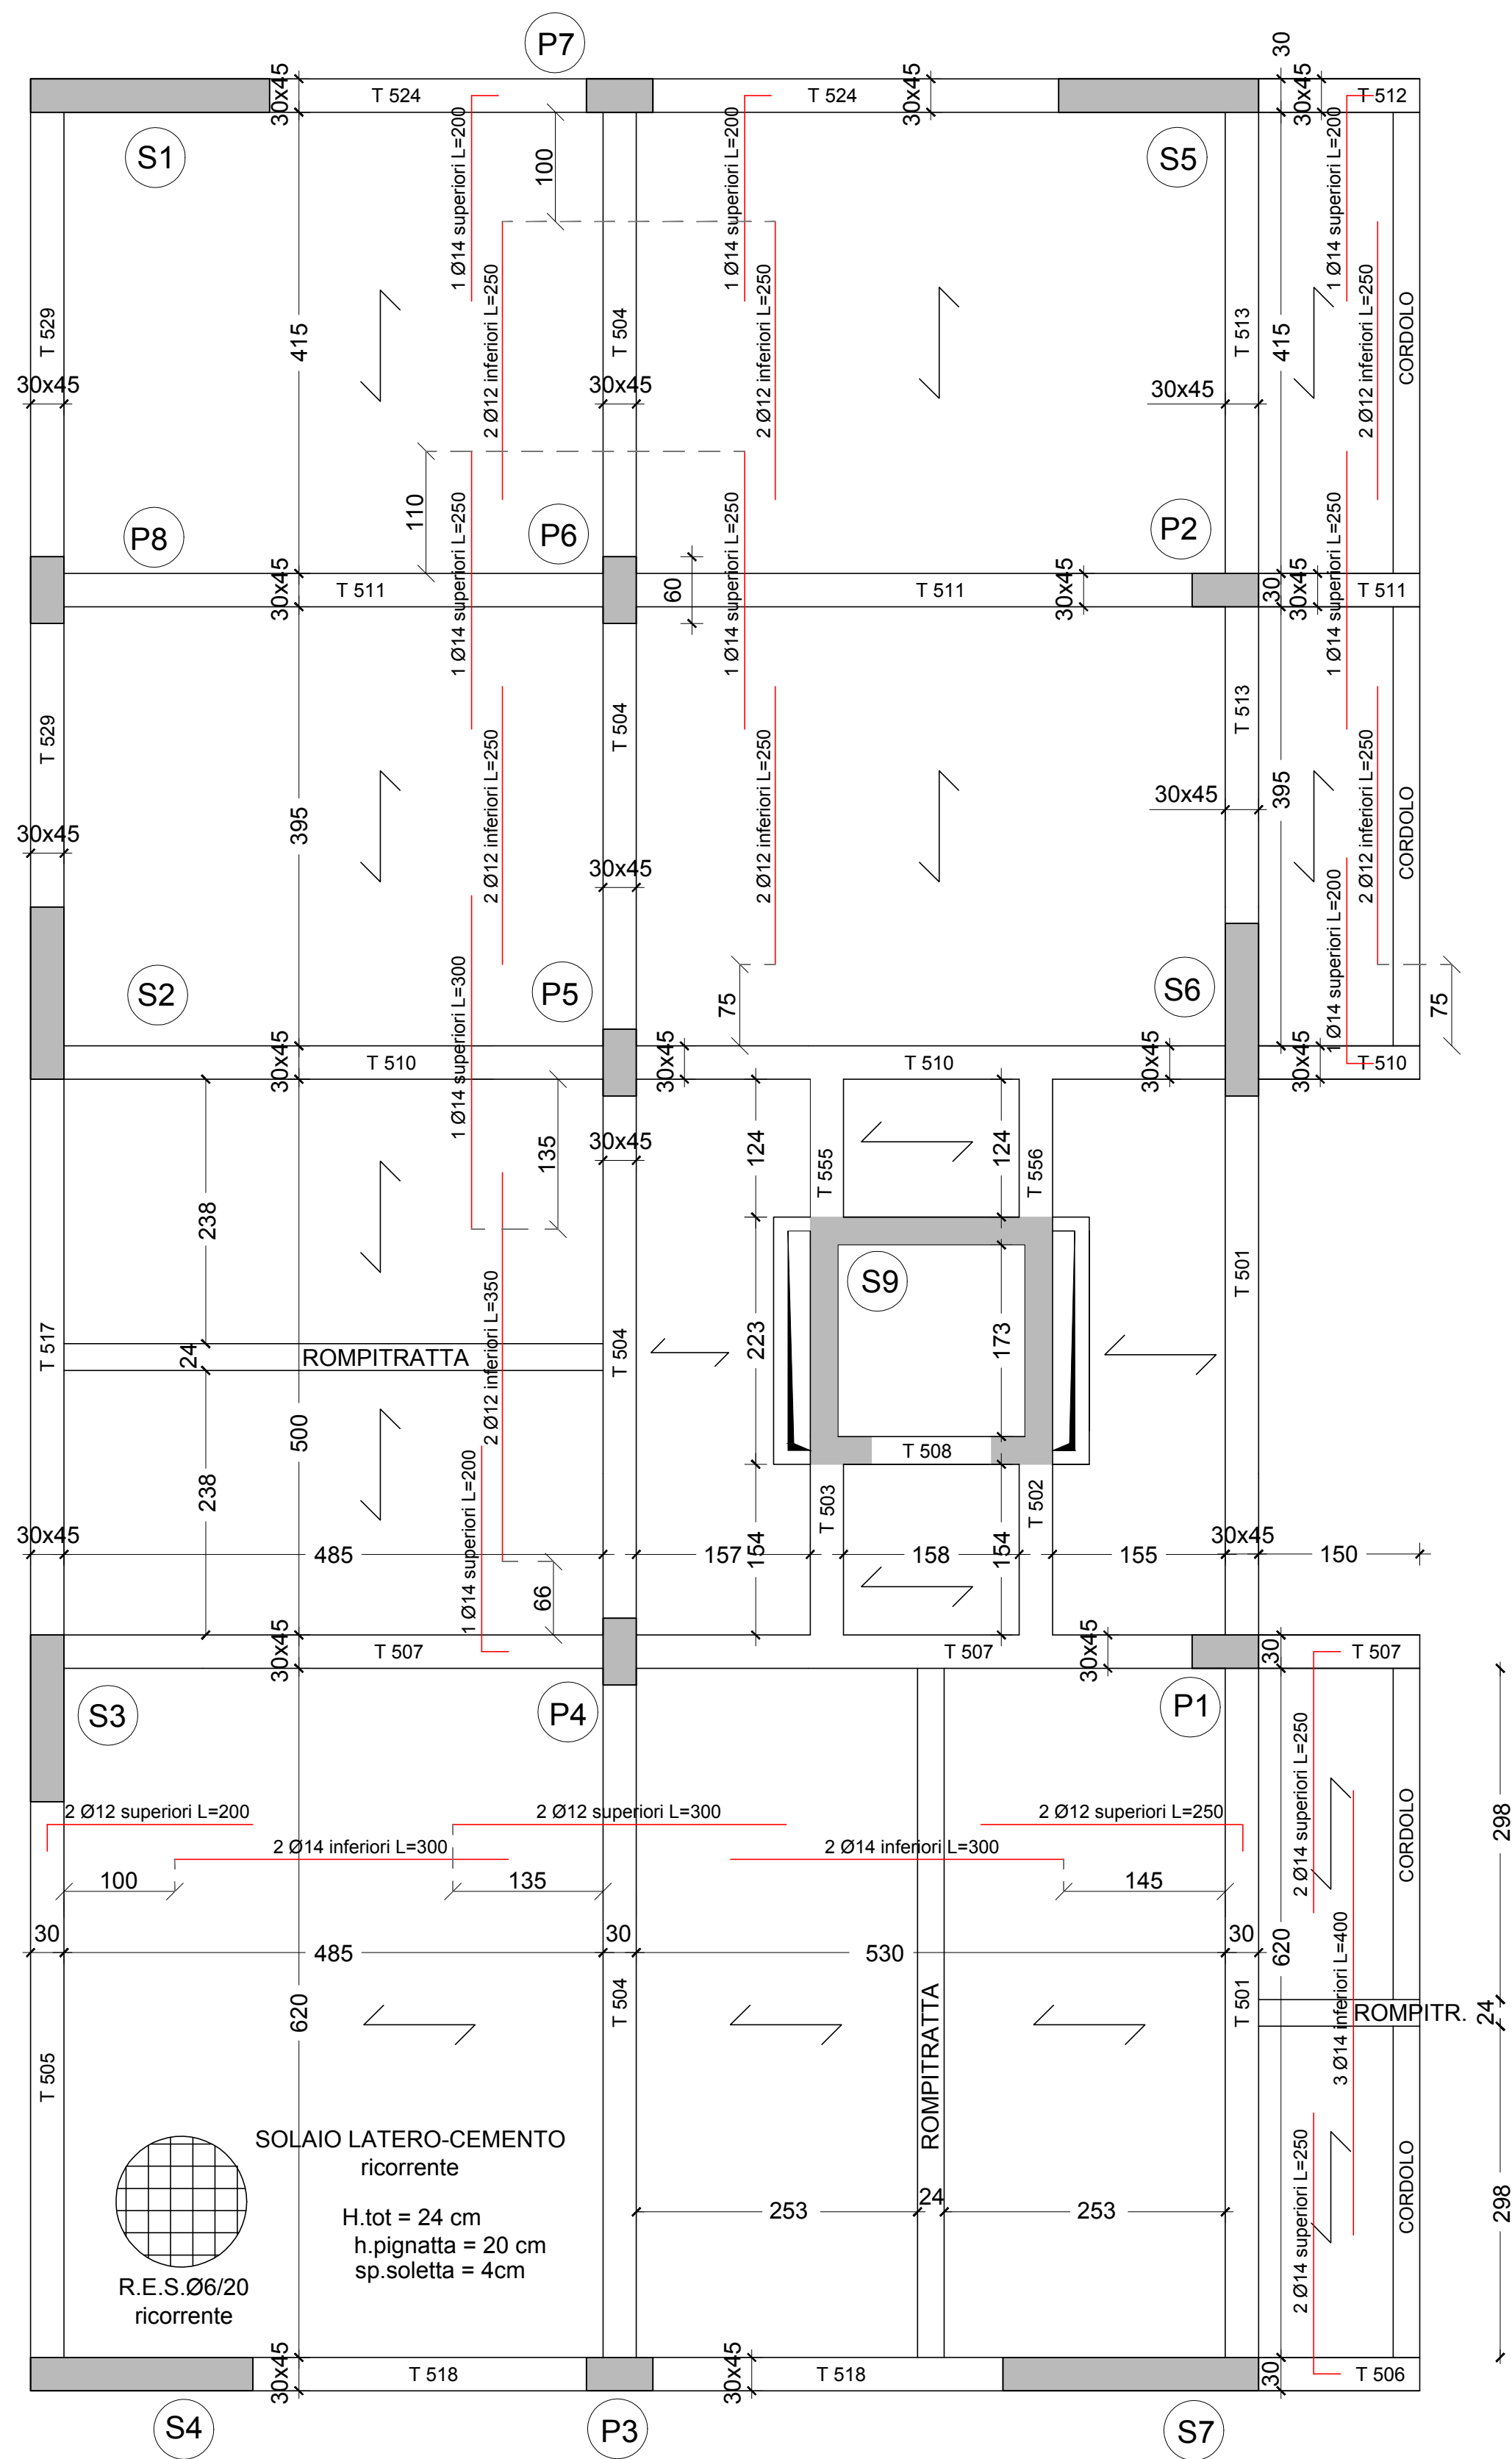 P7
30
30x45
T 524
30x45
T 524
30x45
30x45
T 512
S1
S5
100
1 Ø14 superiori L=200
1 Ø14 superiori L=200
1 Ø14 superiori L=200
2 Ø12 inferiori L=250
2 Ø12 inferiori L=250
2 Ø12 inferiori L=250
T 529
415
T 504
T 513
415
CORDOLO
30x45
30x45
30x45
110
1 Ø14 superiori L=250
1 Ø14 superiori L=250
1 Ø14 superiori L=250
P8
P6
P2
30x45
T 511
60
T 511
30x45
30
30x45
T 511
T 529
T 504
T 513
2 Ø12 inferiori L=250
2 Ø12 inferiori L=250
2 Ø12 inferiori L=250
395
30x45
395
CORDOLO
30x45
30x45
1 Ø14 superiori L=300
1 Ø14 superiori L=200
S2
P5
S6
75
75
30x45
T 510
30x45
T 510
30x45
30x45
T 510
135
30x45
124
124
T 555
T 556
238
T 501
S9
2 Ø12 inferiori L=350
T 517
24
ROMPITRATTA
T 504
223
173
500
T 508
238
1 Ø14 superiori L=200
T 503
T 502
30x45
485
157
154
158
154
155
30x45
150
66
30x45
T 507
T 507
30x45
30
T 507
S3
P4
P1
2 Ø12 superiori L=200
2 Ø12 superiori L=300
2 Ø12 superiori L=250
2 Ø14 superiori L=250
CORDOLO
298
2 Ø14 inferiori L=300
2 Ø14 inferiori L=300
100
135
145
30
485
30
530
30
620
3 Ø14 inferiori L=400
620
T 504
ROMPITRATTA
T 501
ROMPITR.
24
T 505
SOLAIO LATERO-CEMENTO
ricorrente
2 Ø14 superiori L=250
CORDOLO
298
H.tot = 24 cm
h.pignatta = 20 cm
sp.soletta = 4cm
253
24
253
R.E.S.Ø6/20
ricorrente
30x45
T 518
30x45
T 518
30
T 506
S4
P3
S7